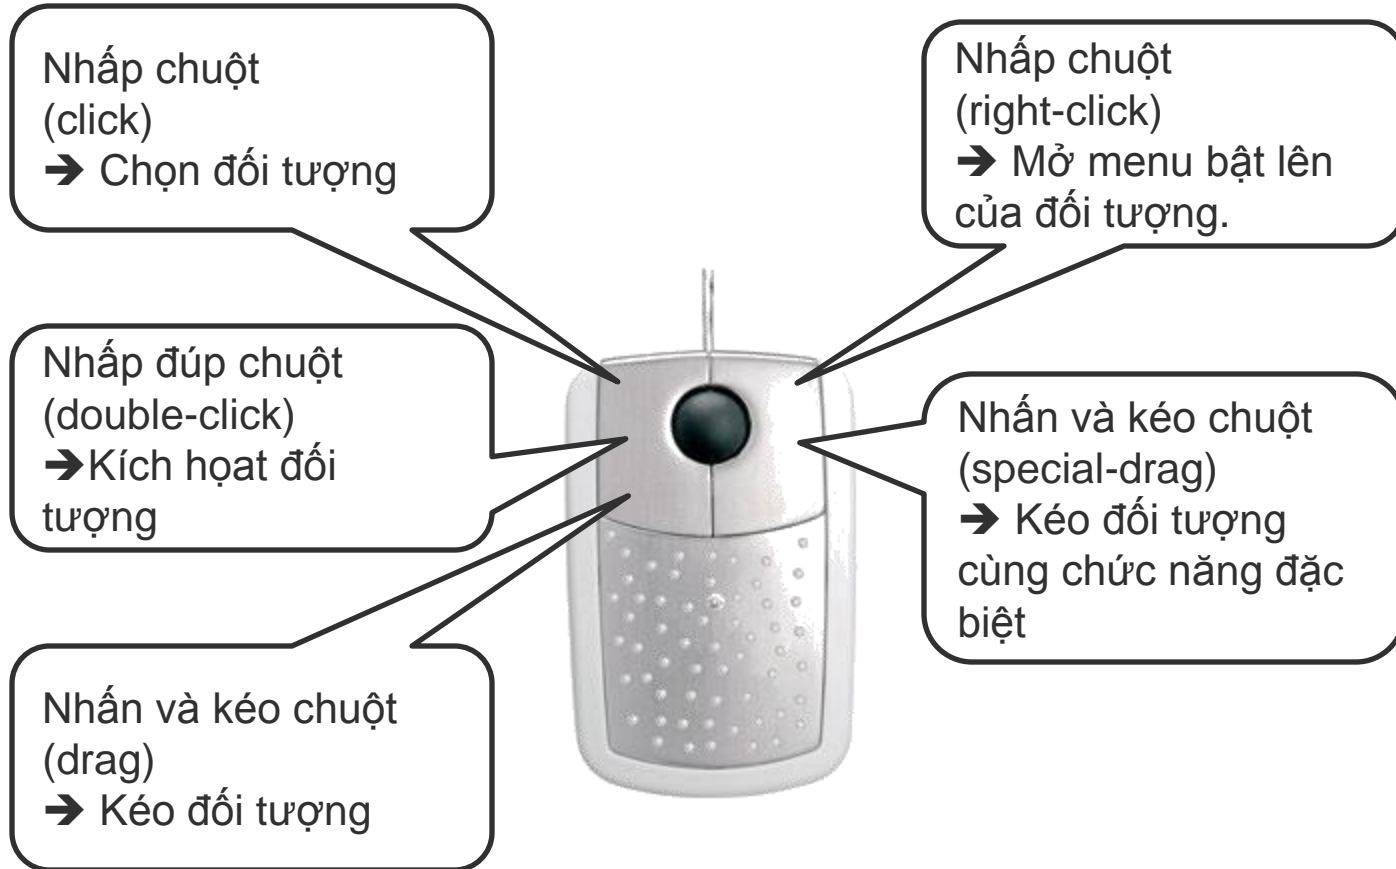 Nhấp chuột
(click)
➔ Chọn đối tượng
Nhấp chuột
(right-click)
➔ Mở menu bật lên
của đối tượng.
Nhấp đúp chuột
(double-click)
➔Kích họat đối
tượng
Nhấn và kéo chuột
(special-drag)
➔ Kéo đối tượng
cùng chức năng đặc
biệt
Nhấn và kéo chuột
(drag)
➔ Kéo đối tượng